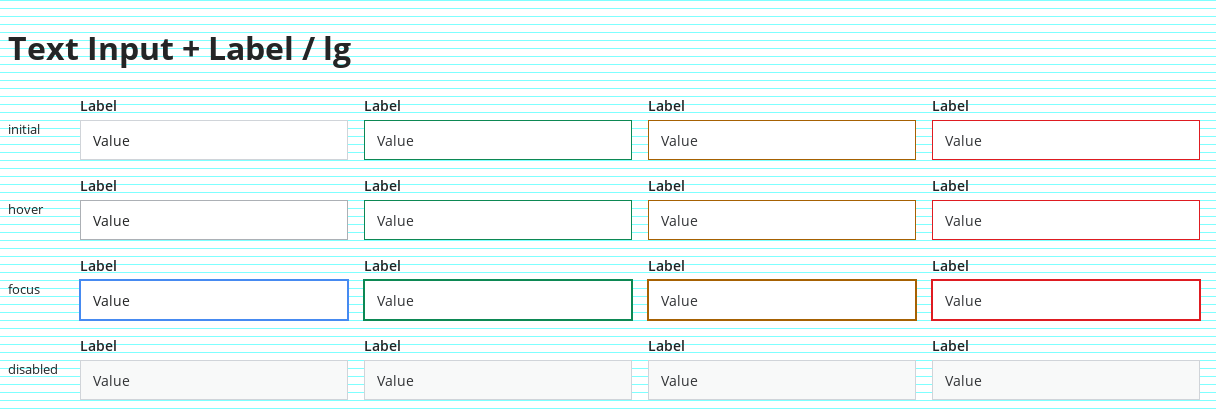 Text Input + Label / lg
Label Label Label Label
initial Value Value Value Value
Label Label Label Label
hover Value Value Value Value
Label Label Label Label
focus Value Value Value Value
Label Label Label Label
disabled Value Value Value Value